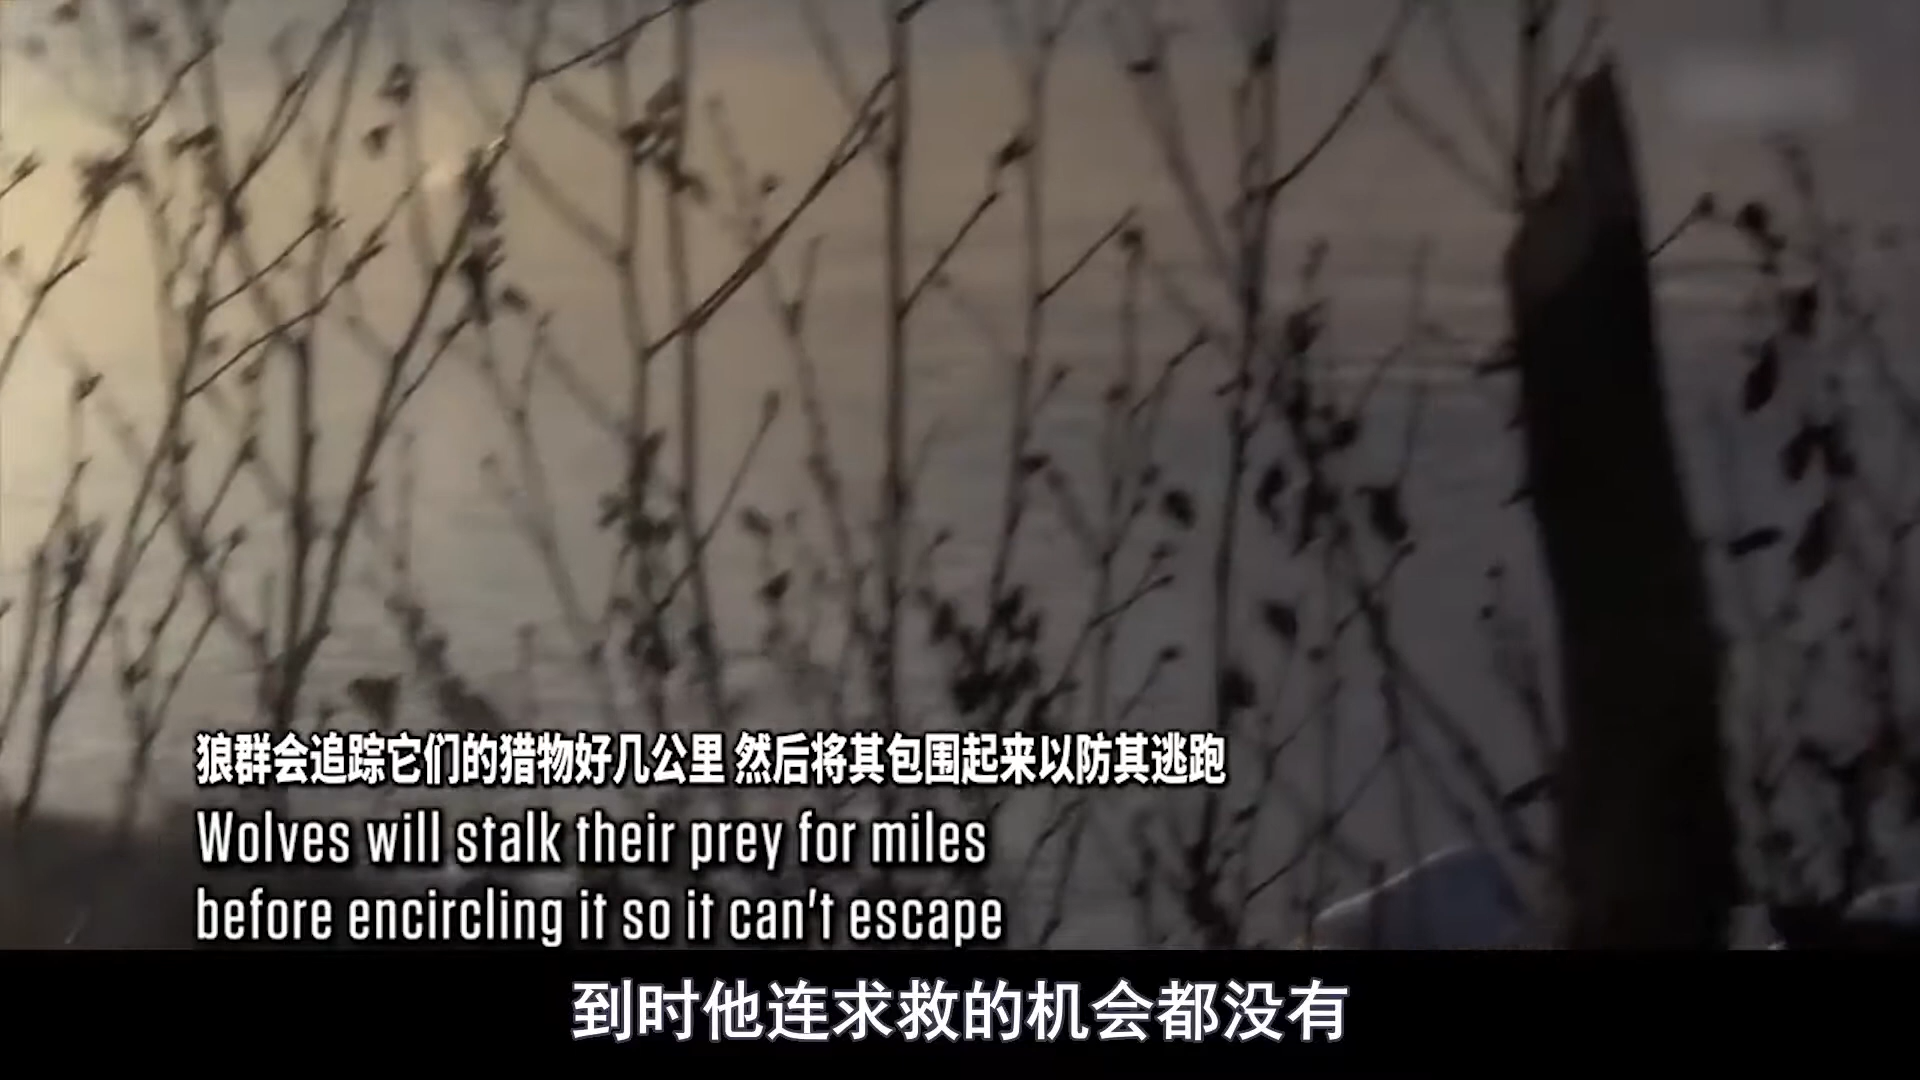 狼群会追踪它们的猎物好几公里 然后将其包围起来以防其逃跑
Wolves will stalk their prey for miles
before encircling it so it can't escape
到时他连求救的机会都没有